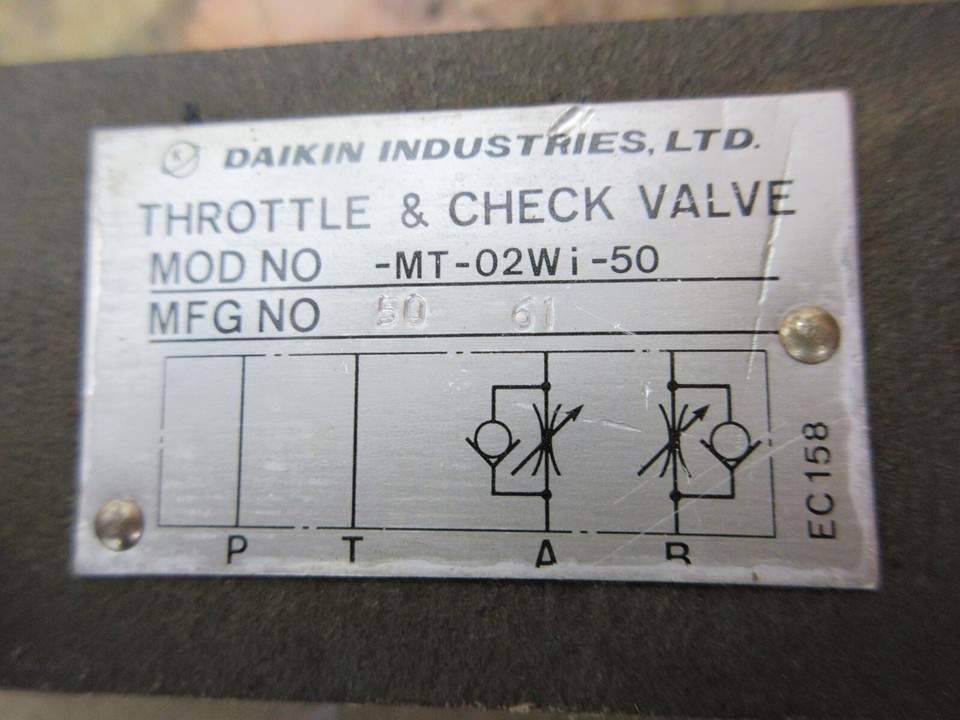 DAIKIN INDUSTRIES, LTD.
THROTTLE & CHECK VALVE
MOD NO -MT-02Wi-50
MFG NO 50 61
P T A B
EC158